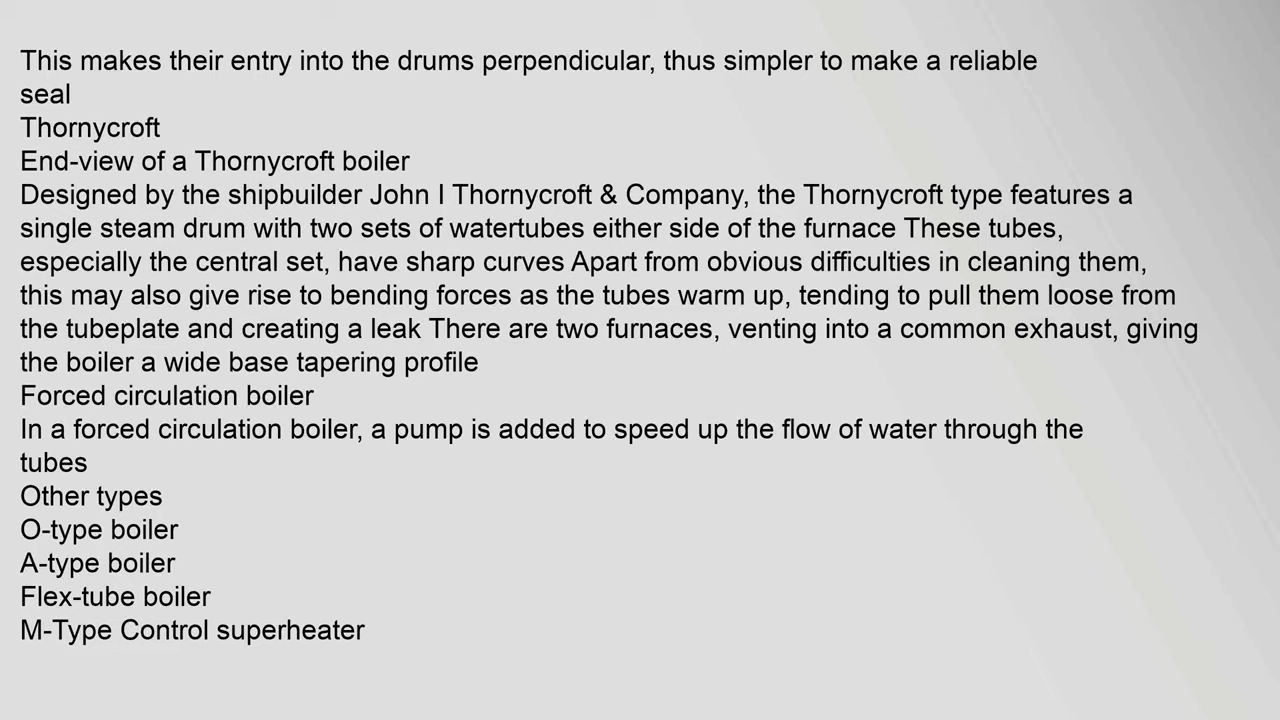 This makes their entry into the drums perpendicular, thus simpler to make a reliable
seal
Thornycroft
End-view of a Thornycroft boiler
Designed by the shipbuilder John I Thornycroft & Company, the Thornycroft type features a
single steam drum with two sets of watertubes either side of the furnace These tubes,
especially the central set, have sharp curves Apart from obvious difficulties in cleaning them,
this may also give rise to bending forces as the tubes warm up, tending to pull them loose from
the tubeplate and creating a leak There are two furnaces, venting into a common exhaust, giving
the boiler a wide base tapering profile
Forced circulation boiler
In a forced circulation boiler, a pump is added to speed up the flow of water through the
tubes
Other types
O-type boiler
A-type boiler
Flex-tube boiler
M-Type Control superheater